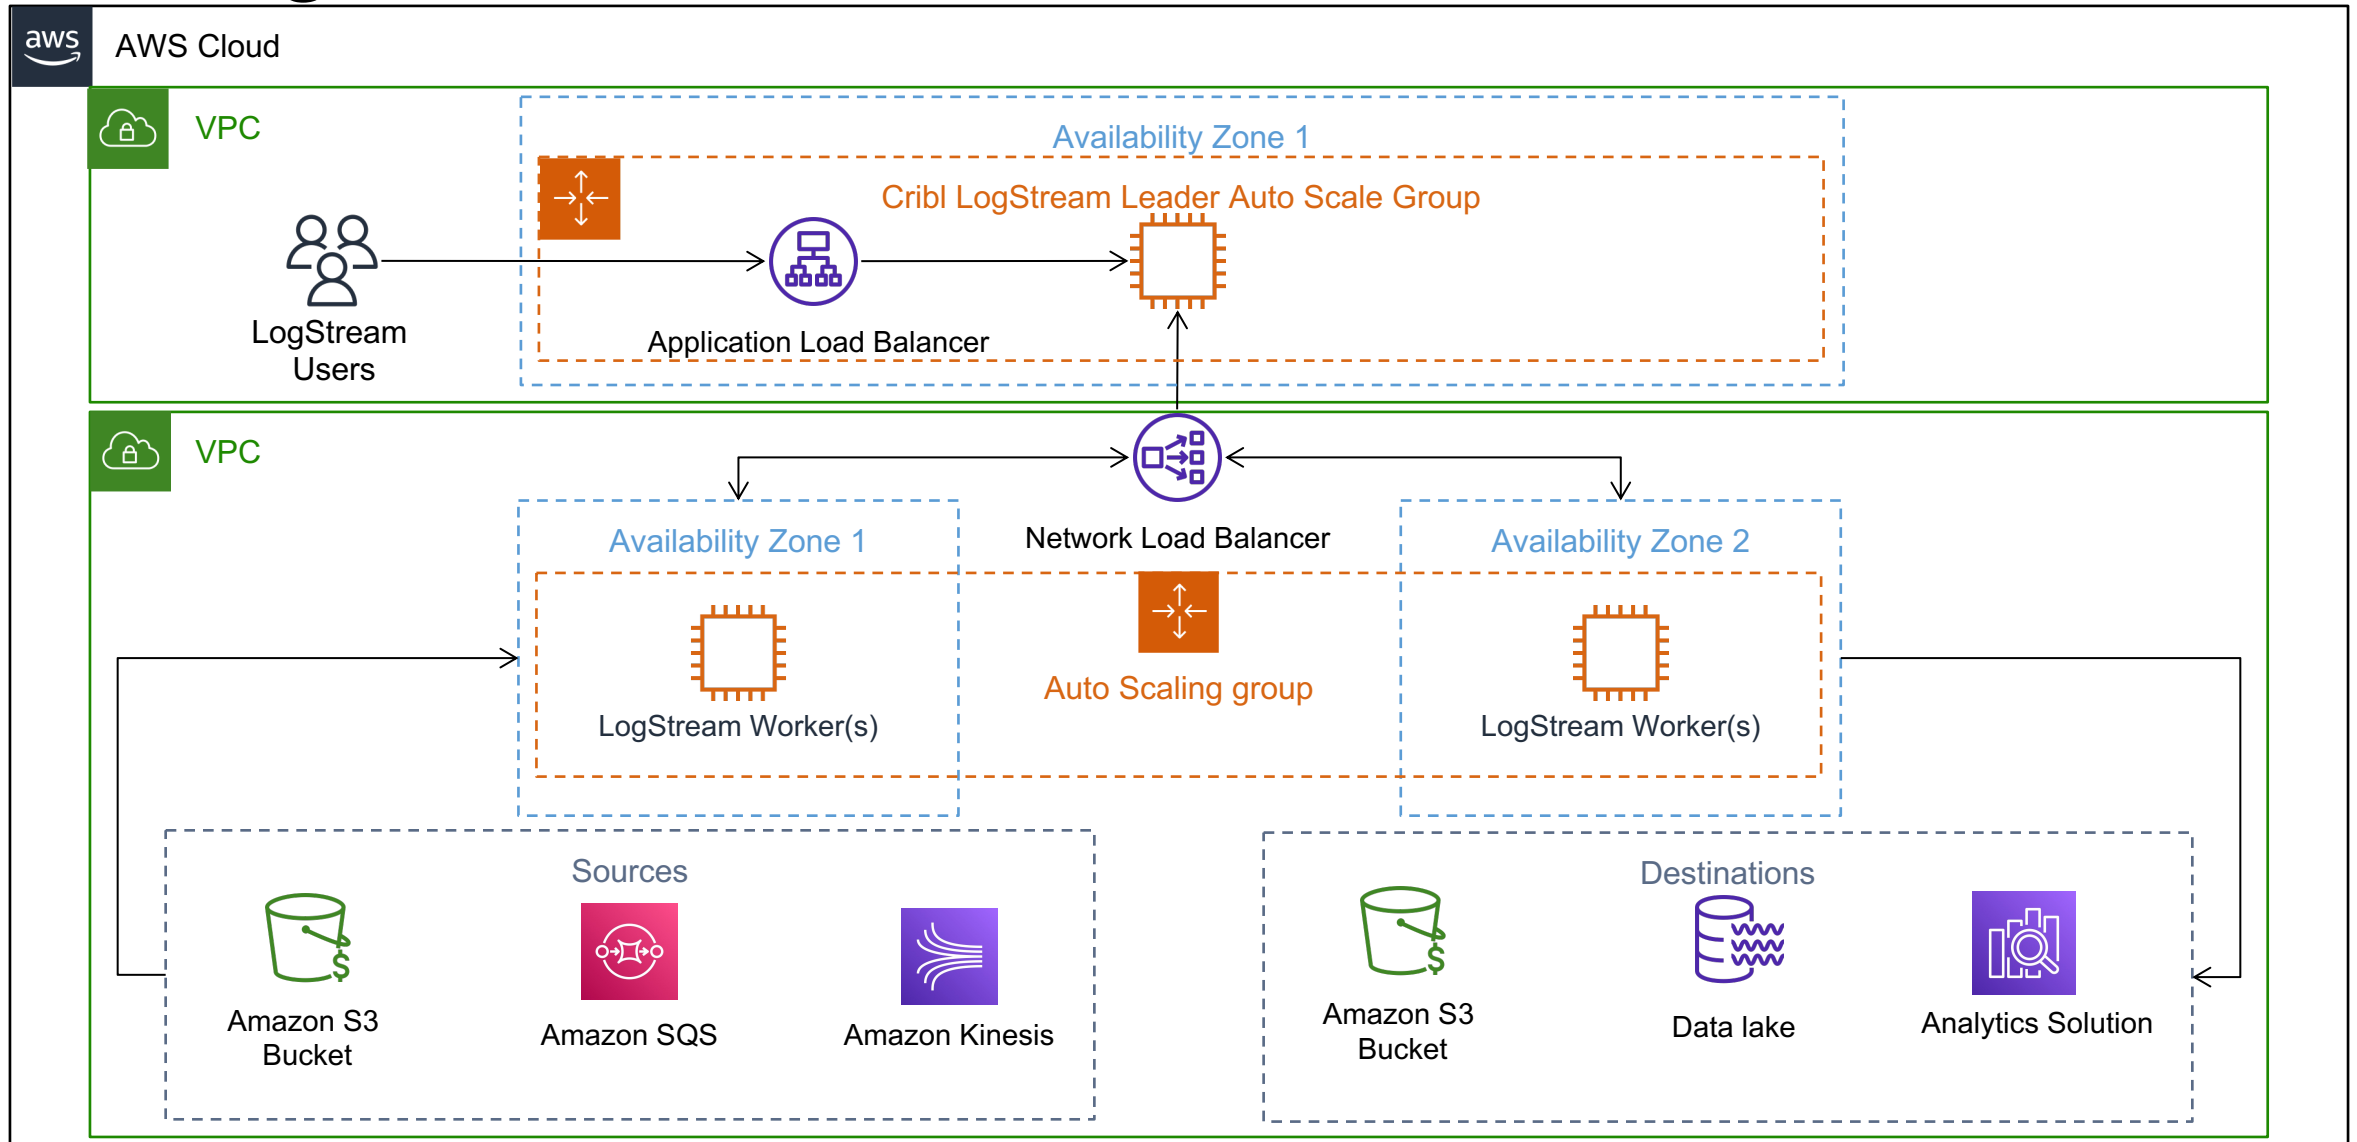 aws
AWS Cloud
VPC
Availability Zone 1
Cribl LogStream Leader Auto Scale Group
LogStream
Users
Application Load Balancer
VPC
Availability Zone 1
Network Load Balancer
Availability Zone 2
Auto Scaling group
LogStream Worker(s)
LogStream Worker(s)
Sources
Amazon S3
Bucket
Amazon SQS
Amazon Kinesis
Destinations
Amazon S3
Bucket
Data lake
Analytics Solution